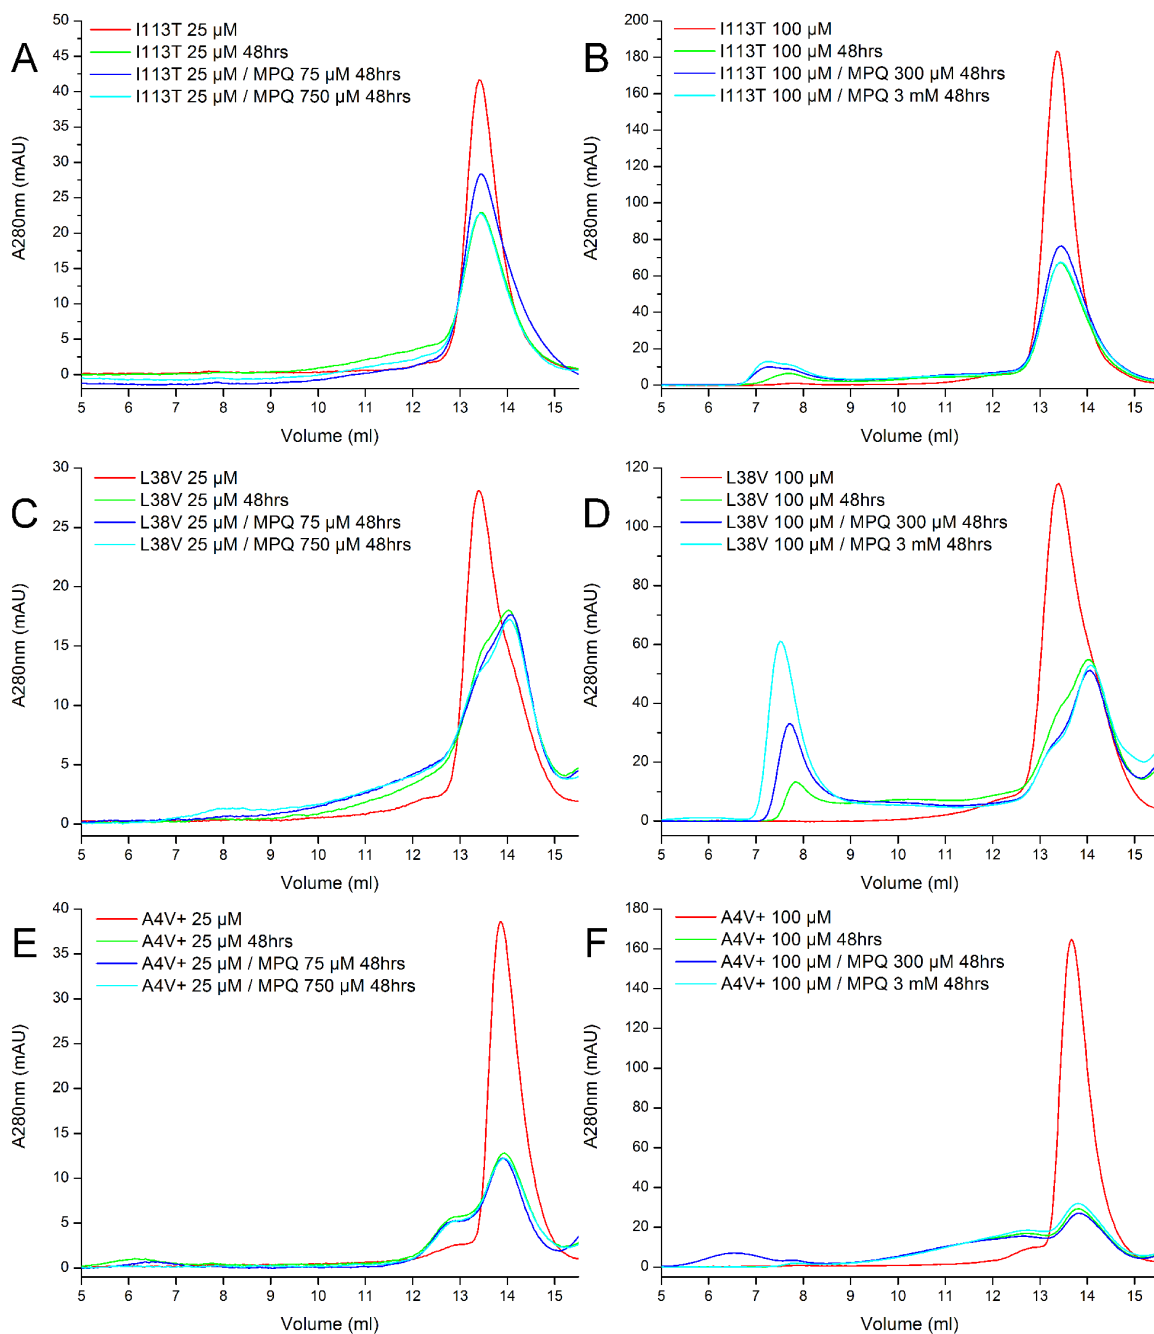 A
I113T 25 µM
I113T 25 µM 48hrs
I113T 25 µM / MPQ 75 µM 48hrs
I113T 25 µM / MPQ 750 µM 48hrs
A280nm (mAU)
50
45
40
35
30
25
20
15
10
5
0
5 6 7 8 9 10 11 12 13 14 15
Volume (ml)
B
I113T 100 µM
I113T 100 µM 48hrs
I113T 100 µM / MPQ 300 µM 48hrs
I113T 100 µM / MPQ 3 mM 48hrs
A280nm (mAU)
200
180
160
140
120
100
80
60
40
20
0
5 6 7 8 9 10 11 12 13 14 15
Volume (ml)
C
L38V 25 µM
L38V 25 µM 48hrs
L38V 25 µM / MPQ 75 µM 48hrs
L38V 25 µM / MPQ 750 µM 48hrs
A280nm (mAU)
30
25
20
15
10
5
0
5 6 7 8 9 10 11 12 13 14 15
Volume (ml)
D
L38V 100 µM
L38V 100 µM 48hrs
L38V 100 µM / MPQ 300 µM 48hrs
L38V 100 µM / MPQ 3 mM 48hrs
A280nm (mAU)
120
100
80
60
40
20
0
5 6 7 8 9 10 11 12 13 14 15
Volume (ml)
E
A4V+ 25 µM
A4V+ 25 µM 48hrs
A4V+ 25 µM / MPQ 75 µM 48hrs
A4V+ 25 µM / MPQ 750 µM 48hrs
A280nm (mAU)
40
35
30
25
20
15
10
5
0
5 6 7 8 9 10 11 12 13 14 15
Volume (ml)
F
A4V+ 100 µM
A4V+ 100 µM 48hrs
A4V+ 100 µM / MPQ 300 µM 48hrs
A4V+ 100 µM / MPQ 3 mM 48hrs
A280nm (mAU)
180
160
140
120
100
80
60
40
20
0
5 6 7 8 9 10 11 12 13 14 15
Volume (ml)